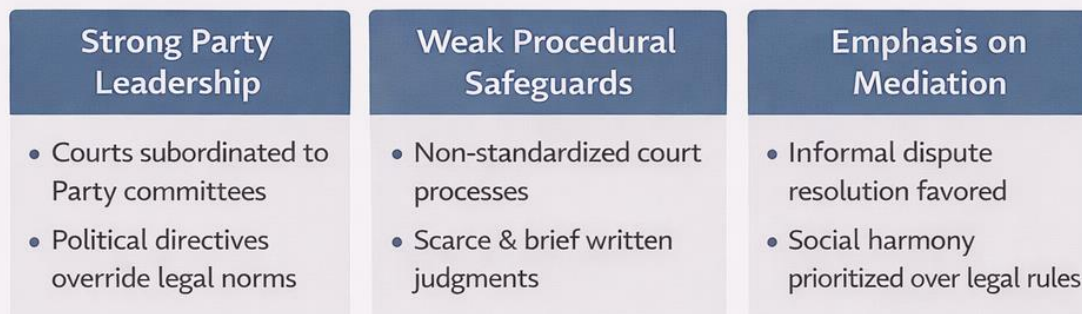 Strong Party
Leadership
• Courts subordinated to
Party committees
• Political directives
override legal norms
Weak Procedural
Safeguards
• Non-standardized court
processes
• Scarce & brief written
judgments
Emphasis on
Mediation
• Informal dispute
resolution favored
• Social harmony
prioritized over legal rules